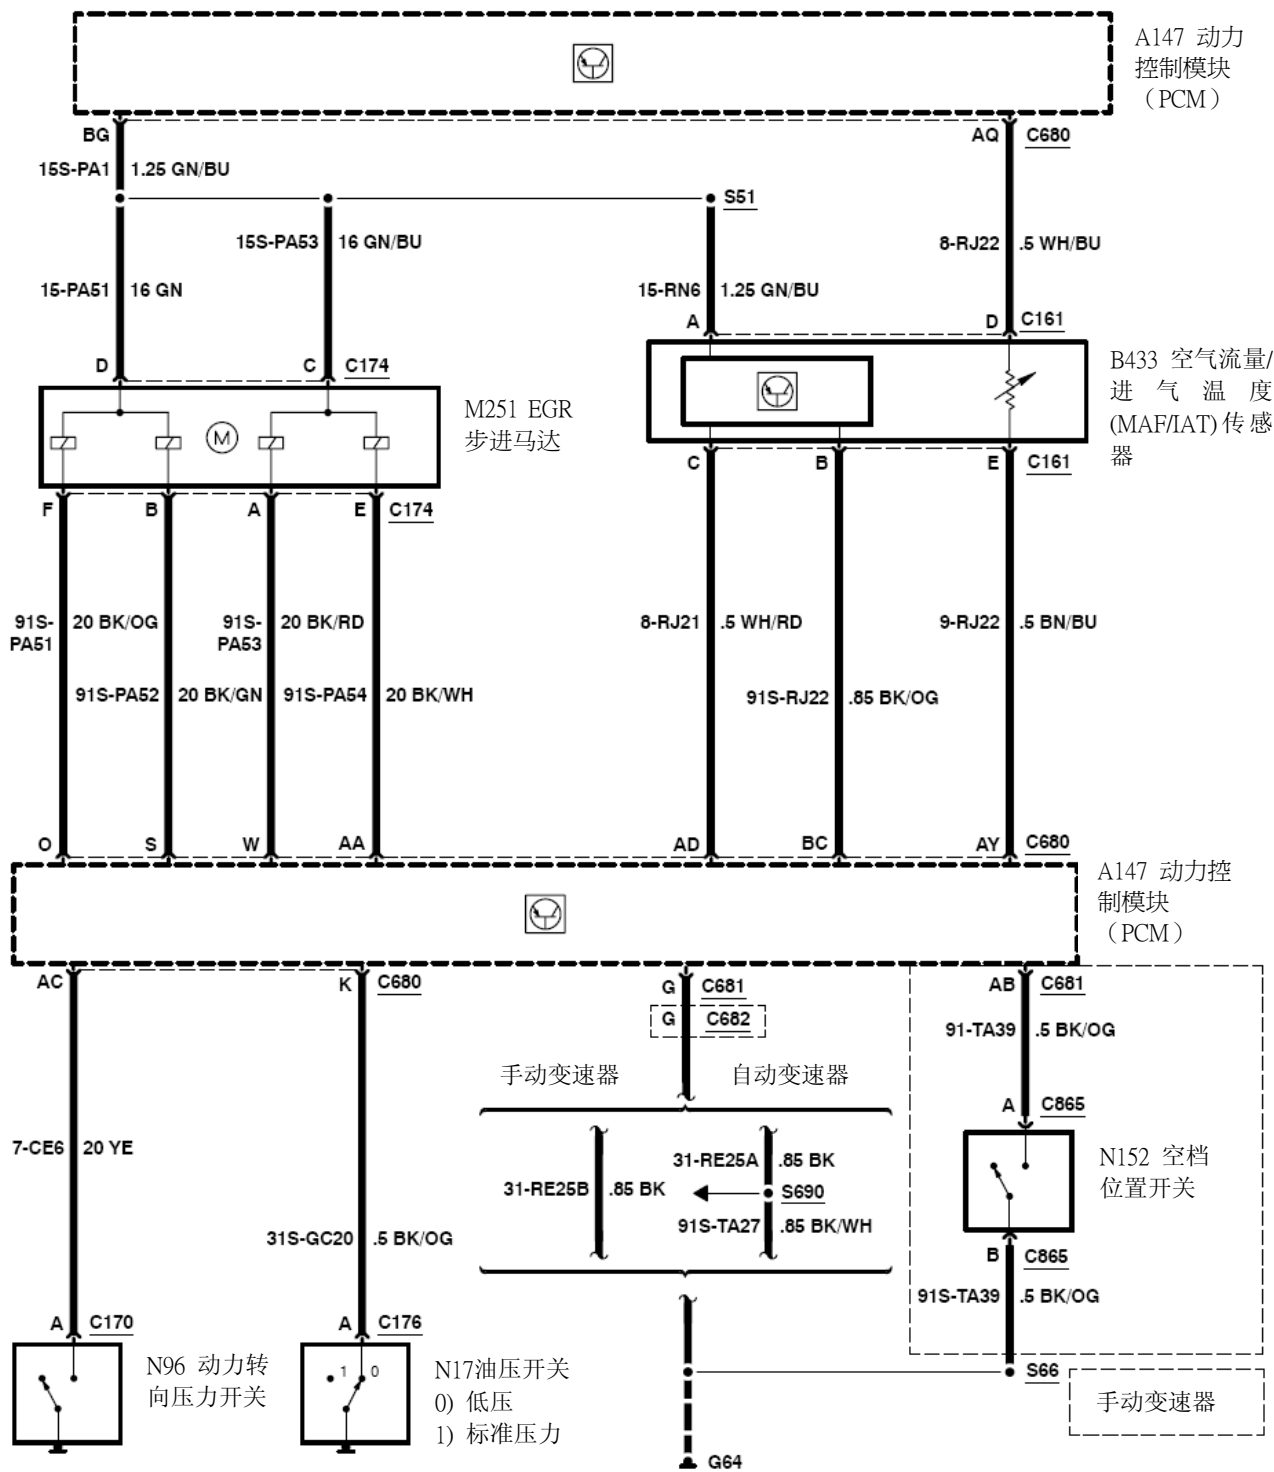 A147 动力
控制模块
（PCM）
BG
AQ
C680
15S-PA1
1.25 GN/BU
S51
15S-PA53
16 GN/BU
8-RJ22
.5 WH/BU
15-PA51
16 GN
15-RN6
1.25 GN/BU
A
D
C161
D
C
C174
B433 空气流量/
进气温度
(MAF/IAT)传感
器
M251 EGR
步进马达
M
C
B
E
C161
F
B
A
E
C174
91S-
PA51
20 BK/OG
91S-
PA53
20 BK/RD
8-RJ21
.5 WH/RD
9-RJ22
.5 BN/BU
91S-PA52
20 BK/GN
91S-PA54
20 BK/WH
91S-RJ22
.85 BK/OG
O
S
W
AA
AD
BC
AY
C680
A147 动力控
制模块
（PCM）
AC
K
C680
G
C681
AB
C681
G
C682
91-TA39
.5 BK/OG
手动变速器
自动变速器
A
C865
7-CE6
20 YE
31-RE25A
.85 BK
N152 空档
位置开关
31-RE25B
.85 BK
S690
91S-TA27
.85 BK/WH
31S-GC20
.5 BK/OG
B
C865
91S-TA39
.5 BK/OG
A
C170
A
C176
N96 动力转
向压力开关
1
0
N17油压开关
0) 低压
1) 标准压力
S66
手动变速器
G64